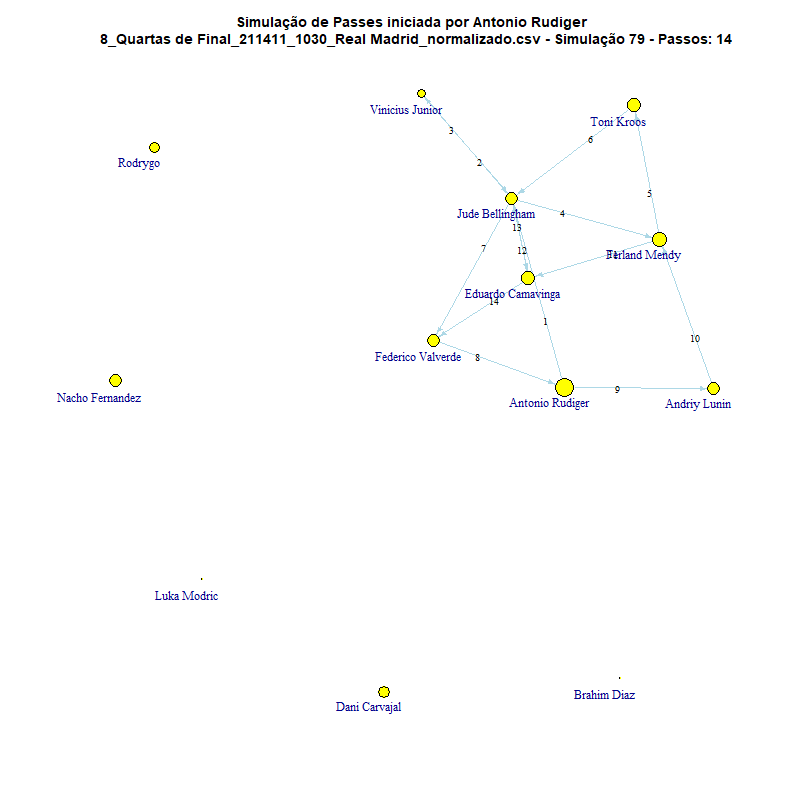 Simulação de Passes iniciada por Antonio Rudiger
8_Quartas de Final_211411_1030_Real Madrid_normalizado.csv - Simulação 79 - Passos: 14
Vinicius Junior
Toni Kroos
3
6
Rodrygo
2
5
Jude Bellingham
4
13
7
12
Ferland Mendy
11
Eduardo Camavinga
14
1
10
Federico Valverde
8
Nacho Fernandez
9
Antonio Rudiger
Andriy Lunin
Luka Modric
Brahim Diaz
Dani Carvajal